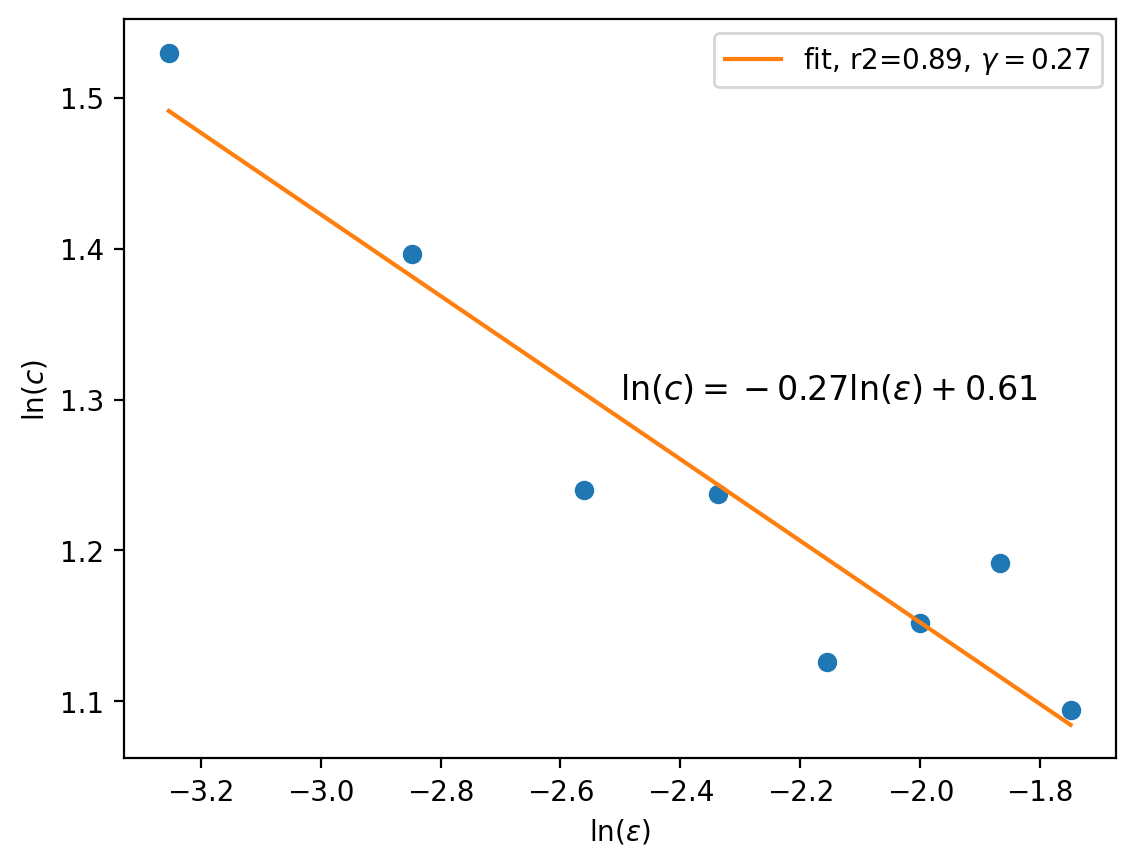 fit, r2=0.89, γ = 0.27
1.5
1.4
1.3
1.2
1.1
ln(c)
ln(c) = −0.27ln(ε) + 0.61
−3.2 −3.0 −2.8 −2.6 −2.4 −2.2 −2.0 −1.8
ln(ε)